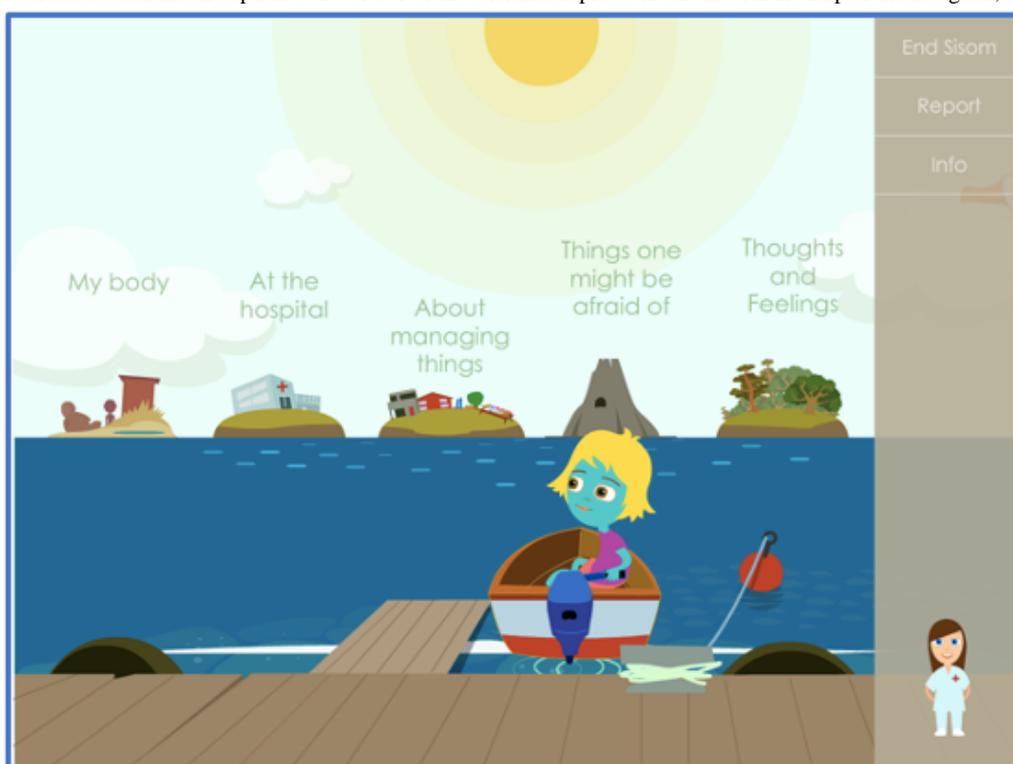 End Sisom
Report
Info
My body
At the
hospital
About
managing
things
Things one
might be
afraid of
Thoughts
and
Feelings